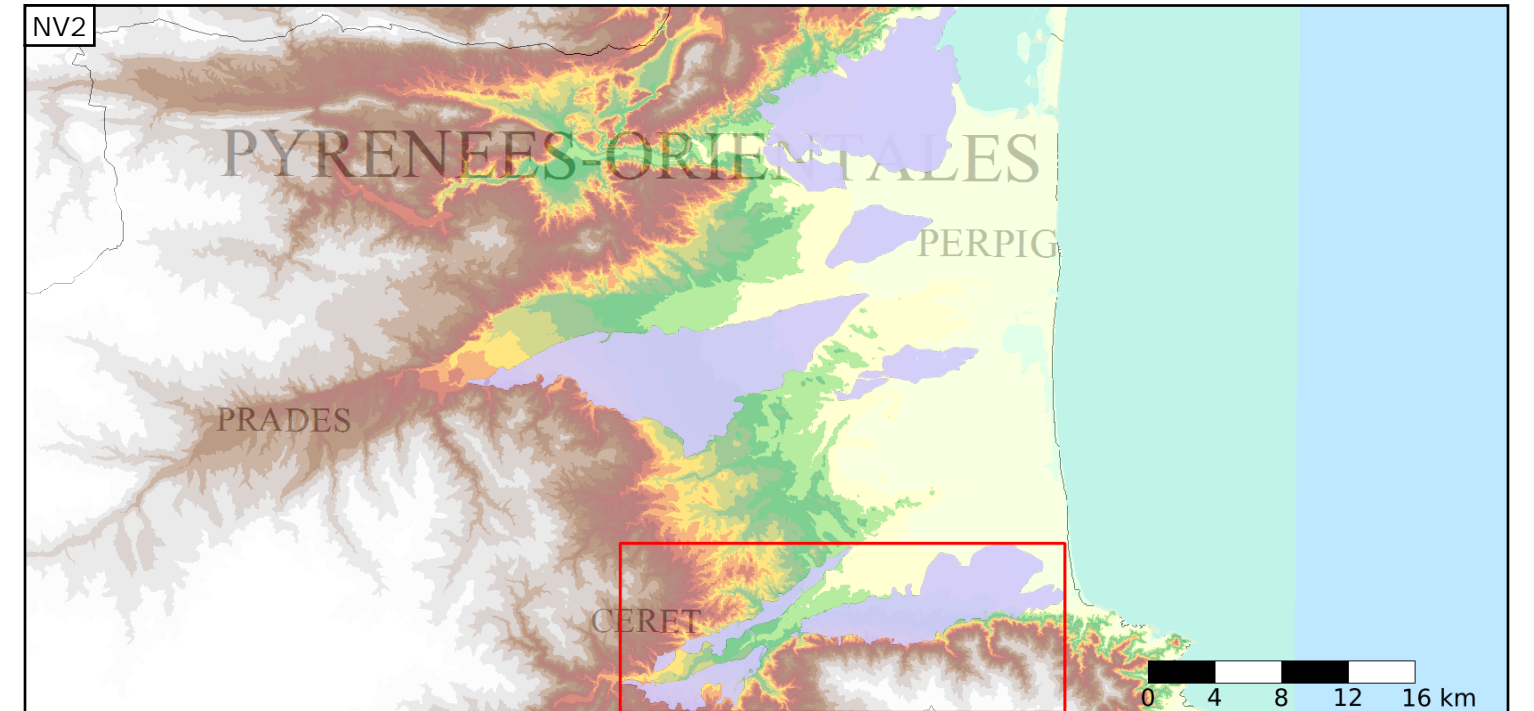 NV2
PYRENEES-ORIENTALES
PERPIG
PRADES
CERET
0 4 8 12 16 km